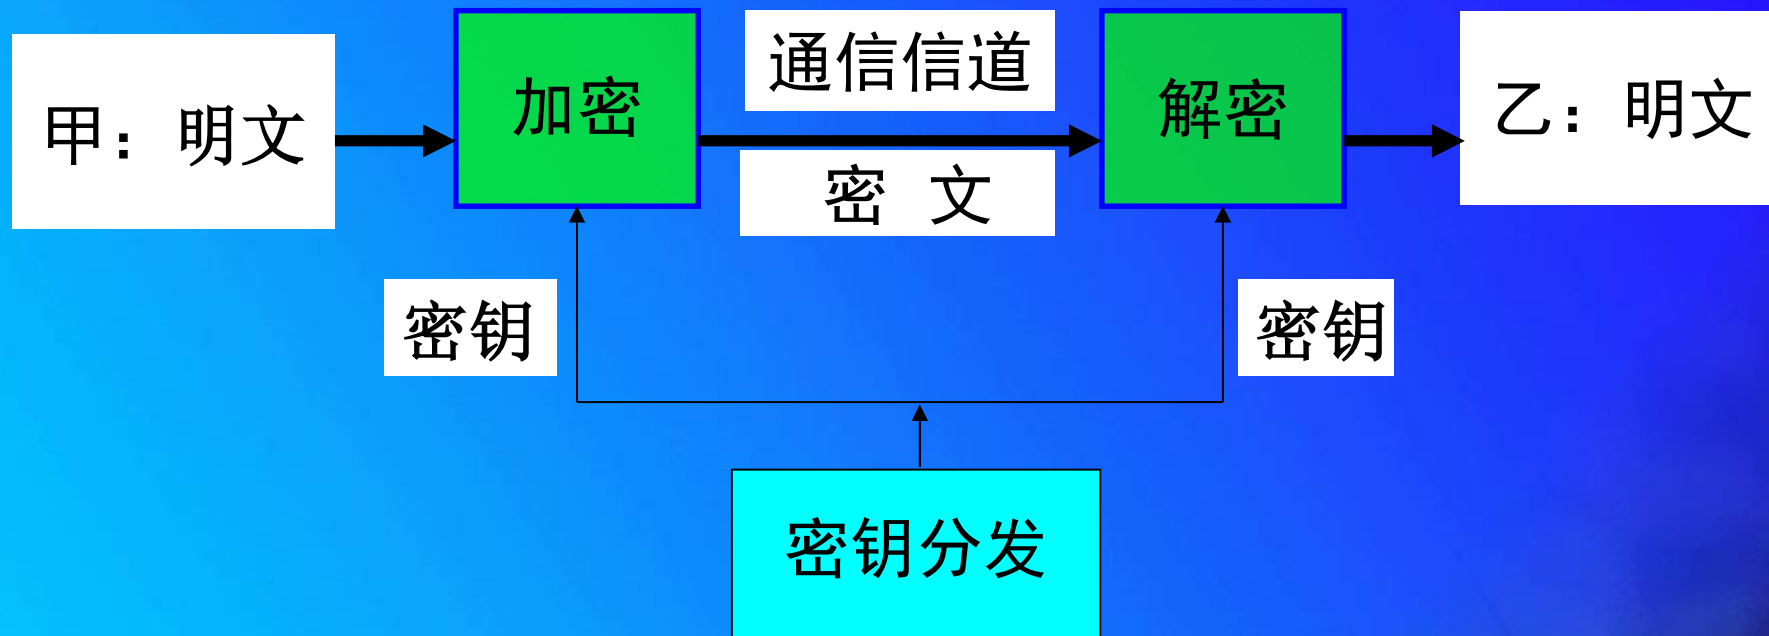 甲：明文
加密
通信信道
密 文
解密
乙：明文
密钥
密钥
密钥分发